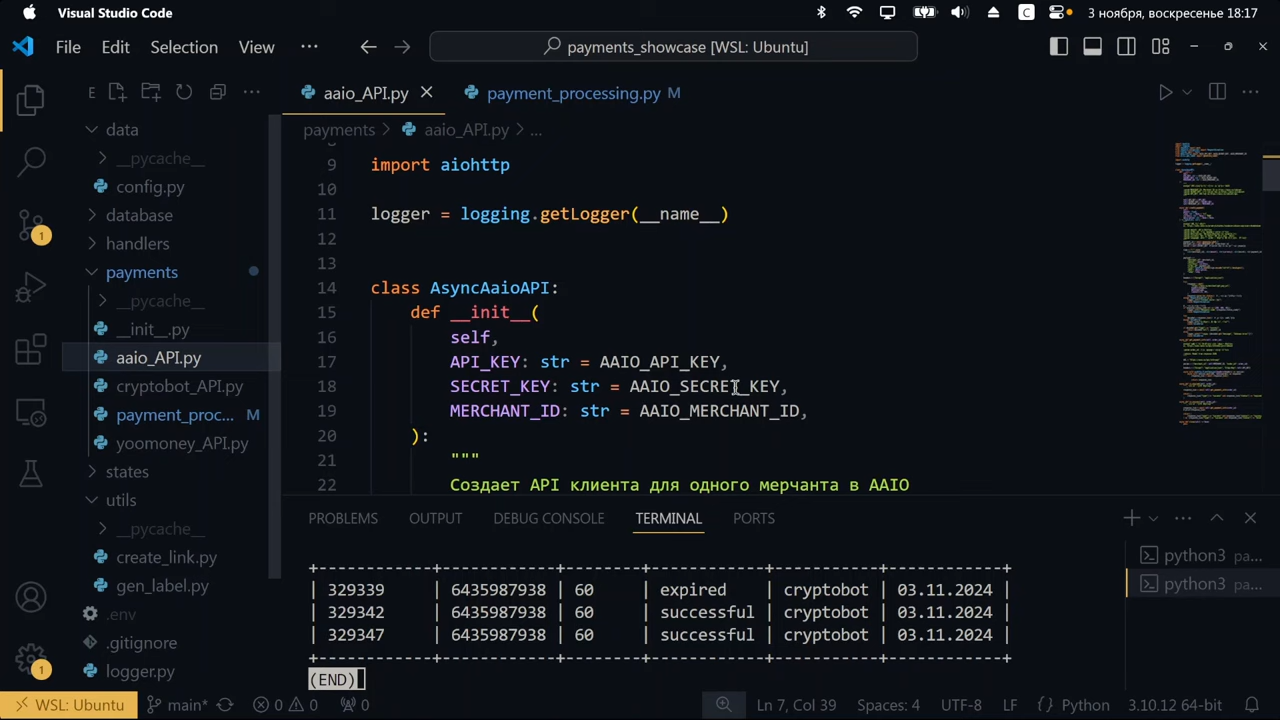 Visual Studio Code
C
3 ноября, воскресенье 18:17
File Edit Selection View ···
payments_showcase [WSL: Ubuntu]
E
data
__pycache__
config.py
database
handlers
payments
__pycache__
__init__.py
aaio_API.py
cryptobot_API.py
payment_proc... M
yoomoney_API.py
states
utils
__pycache__
create_link.py
gen_label.py
.env
.gitignore
logger.py
1
1
aaio_API.py
payment_processing.py M
payments > aaio_API.py > ...
9 import aiohttp
10
11 logger = logging.getLogger(__name__)
12
13
14 class AsyncAaioAPI:
15 def __init__(
16 self,
17 API_KEY: str = AAIO_API_KEY,
18 SECRET_KEY: str = AAIO_SECRET_KEY,
19 MERCHANT_ID: str = AAIO_MERCHANT_ID,
20 ):
21 """
22 Создает API клиента для одного мерчанта в AAIO
PROBLEMS OUTPUT DEBUG CONSOLE TERMINAL PORTS
+------------+------------+--------+------------+-----------+------------+
| 329339 | 6435987938 | 60 | expired | cryptobot | 03.11.2024 |
| 329342 | 6435987938 | 60 | successful | cryptobot | 03.11.2024 |
| 329347 | 6435987938 | 60 | successful | cryptobot | 03.11.2024 |
+------------+------------+--------+------------+-----------+------------+
(END)
python3 pa...
python3 pa...
WSL: Ubuntu main* 0 0 0 Ln 7, Col 39 Spaces: 4 UTF-8 LF {} Python 3.10.12 64-bit